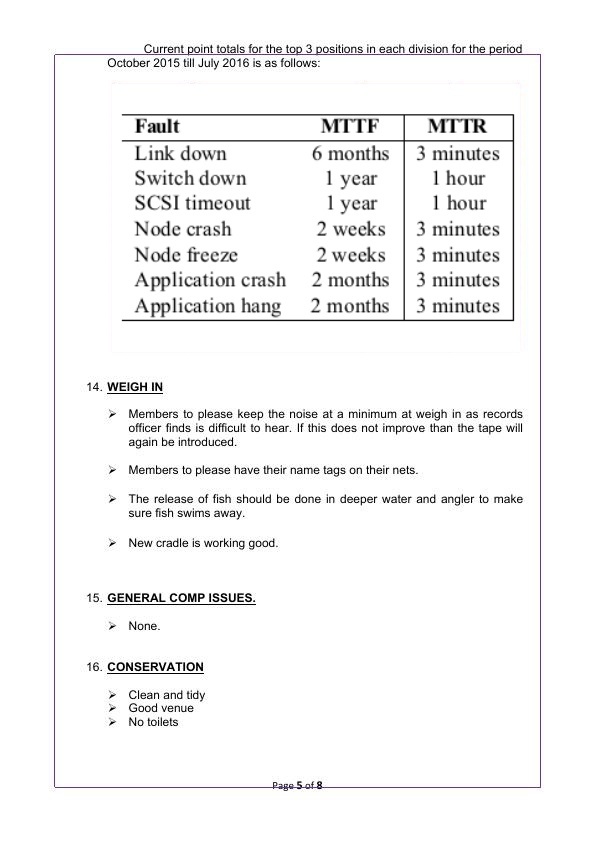 Current point totals for the top 3 positions in each division for the period
October 2015 till July 2016 is as follows:
Fault MTTF MTTR
Link down 6 months 3 minutes
Switch down 1 year 1 hour
SCSI timeout 1 year 1 hour
Node crash 2 weeks 3 minutes
Node freeze 2 weeks 3 minutes
Application crash 2 months 3 minutes
Application hang 2 months 3 minutes
14. WEIGH IN
➢ Members to please keep the noise at a minimum at weigh in as records
officer finds is difficult to hear. If this does not improve than the tape will
again be introduced.
➢ Members to please have their name tags on their nets.
➢ The release of fish should be done in deeper water and angler to make
sure fish swims away.
➢ New cradle is working good.
15. GENERAL COMP ISSUES.
➢ None.
16. CONSERVATION
➢ Clean and tidy
➢ Good venue
➢ No toilets
Page 5 of 8